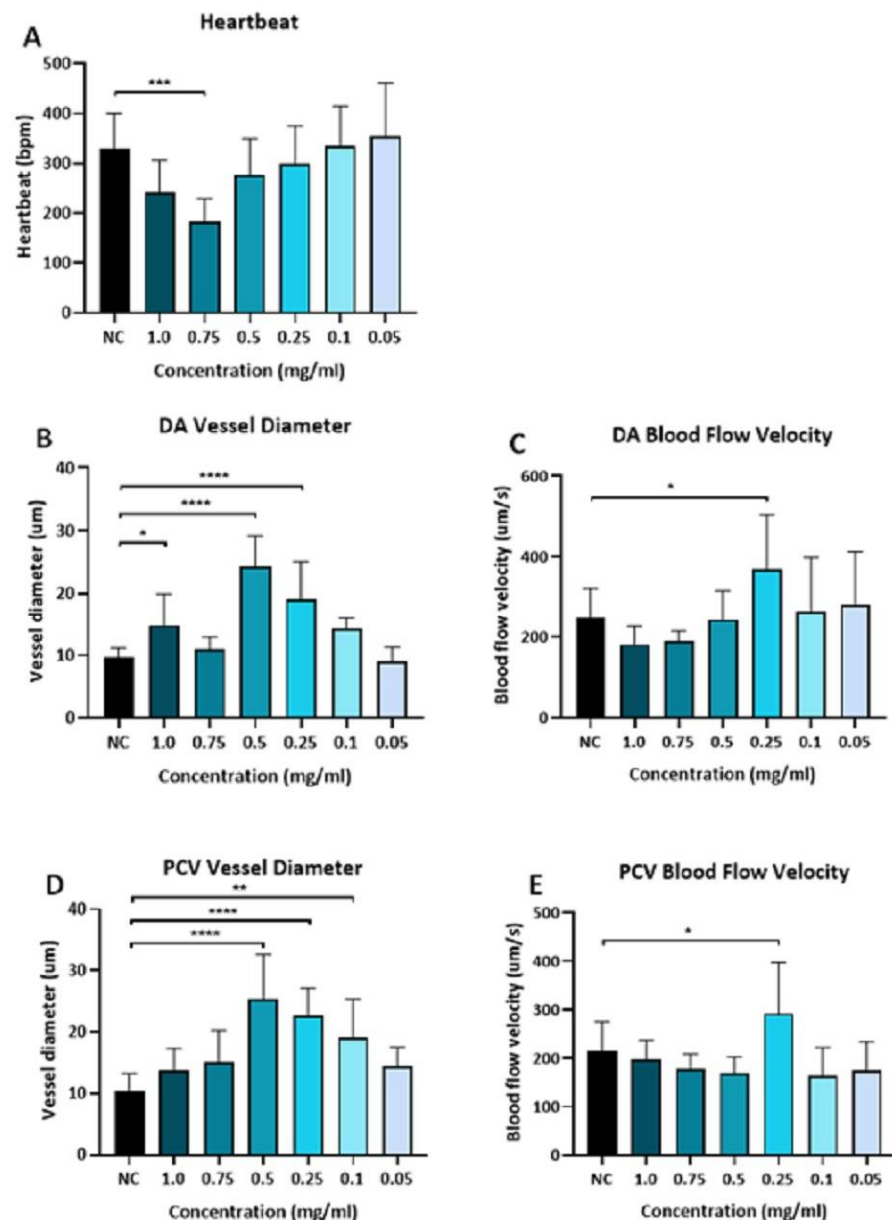 A
Heartbeat
***
Heartbeat (bpm)
500
400
300
200
100
0
NC 1.0 0.75 0.5 0.25 0.1 0.05
Concentration (mg/ml)
B
DA Vessel Diameter
****
****
*
Vessel diameter (um)
40
30
20
10
0
NC 1.0 0.75 0.5 0.25 0.1 0.05
Concentration (mg/ml)
C
DA Blood Flow Velocity
*
Blood flow velocity (um/s)
600
400
200
0
NC 1.0 0.75 0.5 0.25 0.1 0.05
Concentration (mg/ml)
D
PCV Vessel Diameter
**
****
****
Vessel diameter (um)
40
30
20
10
0
NC 1.0 0.75 0.5 0.25 0.1 0.05
Concentration (mg/ml)
E
PCV Blood Flow Velocity
*
Blood flow velocity (um/s)
500
400
300
200
100
0
NC 1.0 0.75 0.5 0.25 0.1 0.05
Concentration (mg/ml)